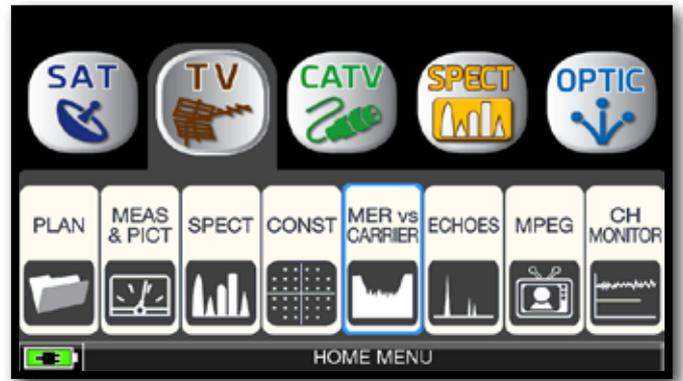 SAT
TV
CATV
SPECT
OPTIC
PLAN
MEAS
& PICT
SPECT
CONST
MER vs
CARRIER
ECHOES
MPEG
CH
MONITOR
HOME MENU